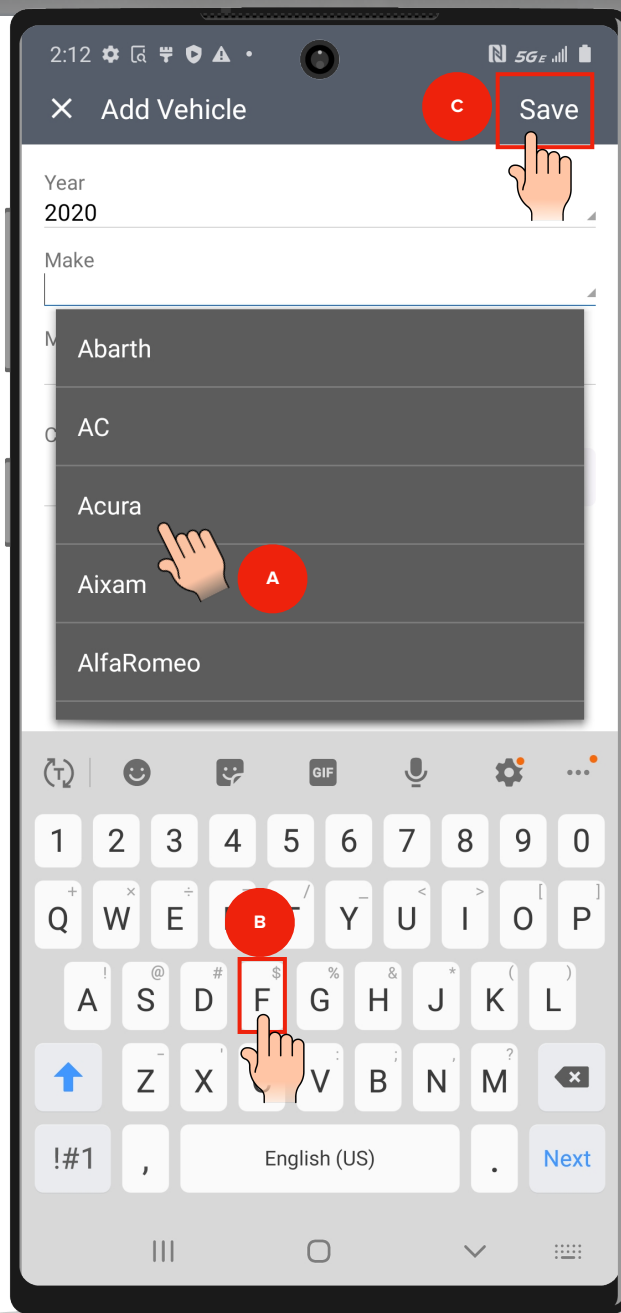 2:12 5GE
Add Vehicle C Save
Year
2020
Make
M
Abarth
C
AC
Acura
Aixam
A
AlfaRomeo
GIF
1 2 3 4 5 6 7 8 9 0
+ × ÷ / _ < > [ ]
Q W E B Y U I O P
! @ # $ % & * ( )
A S D F G H J K L
- ' : ; , ?
Z X V B N M
!#1 , English (US) . Next